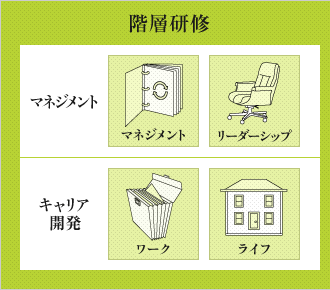 階層研修
マネジメント
マネジメント
リーダーシップ
キャリア
開発
ワーク
ライフ